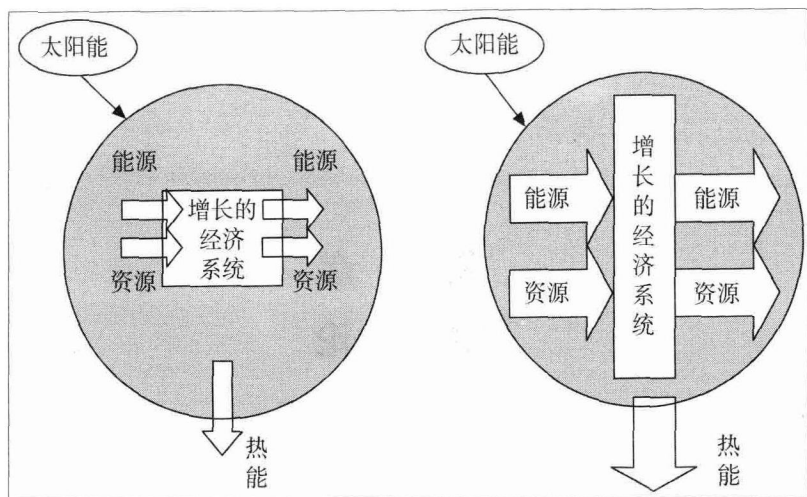 太阳能
能源
能源
增长的
经济
系统
资源
资源
热
能
太阳能
增
长
的
经
济
系
统
能源
能源
资源
资源
热
能